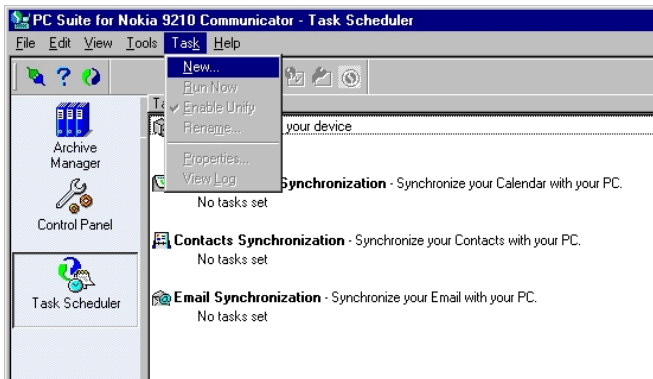 PC Suite for Nokia 9210 Communicator - Task Scheduler
File Edit View Tools Task Help
New...
Run Now
Enable Unify
Rename...
Properties...
View Log
your device
Synchronization - Synchronize your Calendar with your PC.
No tasks set
Contacts Synchronization - Synchronize your Contacts with your PC.
No tasks set
Email Synchronization - Synchronize your Email with your PC.
No tasks set
Archive
Manager
Control Panel
Task Scheduler